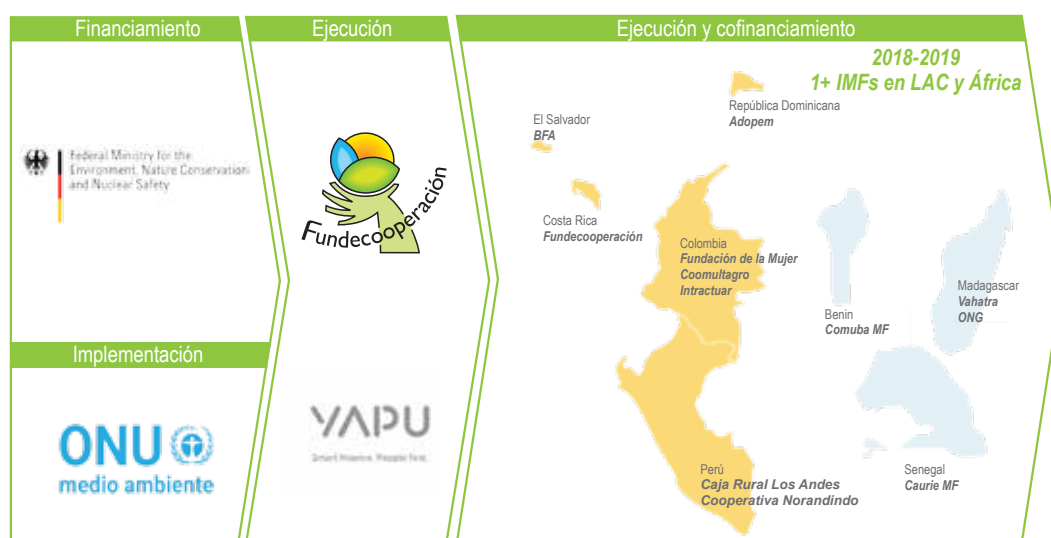 Financiamiento
Federal Ministry for the
Environment, Nature Conservation
and Nuclear Safety
Implementación
ONU
medio ambiente
Ejecución
Fundecooperación
YAPU
Smart Finance. People first.
Ejecución y cofinanciamiento
2018-2019
1+ IMFs en LAC y África
El Salvador
BFA
República Dominicana
Adopem
Costa Rica
Fundecooperación
Colombia
Fundación de la Mujer
Coomultagro
Intractuar
Benin
Comuba MF
Madagascar
Vahatra
ONG
Perú
Caja Rural Los Andes
Cooperativa Norandindo
Senegal
Caurie MF